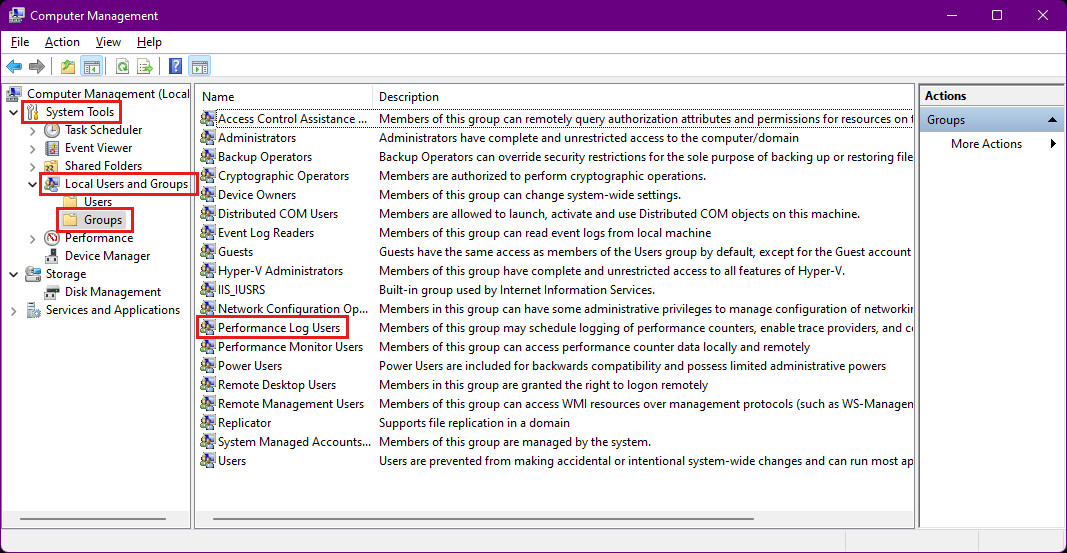 Computer Management
File Action View Help
Computer Management (Local
System Tools
Task Scheduler
Event Viewer
Shared Folders
Local Users and Groups
Users
Groups
Performance
Device Manager
Storage
Disk Management
Services and Applications
Name Description
Access Control Assistance ... Members of this group can remotely query authorization attributes and permissions for resources on t
Administrators Administrators have complete and unrestricted access to the computer/domain
Backup Operators Backup Operators can override security restrictions for the sole purpose of backing up or restoring file
Cryptographic Operators Members are authorized to perform cryptographic operations.
Device Owners Members of this group can change system-wide settings.
Distributed COM Users Members are allowed to launch, activate and use Distributed COM objects on this machine.
Event Log Readers Members of this group can read event logs from local machine
Guests Guests have the same access as members of the Users group by default, except for the Guest account
Hyper-V Administrators Members of this group have complete and unrestricted access to all features of Hyper-V.
IIS_IUSRS Built-in group used by Internet Information Services.
Network Configuration Op... Members in this group can have some administrative privileges to manage configuration of networkin
Performance Log Users Members of this group may schedule logging of performance counters, enable trace providers, and co
Performance Monitor Users Members of this group can access performance counter data locally and remotely
Power Users Power Users are included for backwards compatibility and possess limited administrative powers
Remote Desktop Users Members in this group are granted the right to logon remotely
Remote Management Users Members of this group can access WMI resources over management protocols (such as WS-Managem
Replicator Supports file replication in a domain
System Managed Accounts... Members of this group are managed by the system.
Users Users are prevented from making accidental or intentional system-wide changes and can run most ap
Actions
Groups
More Actions